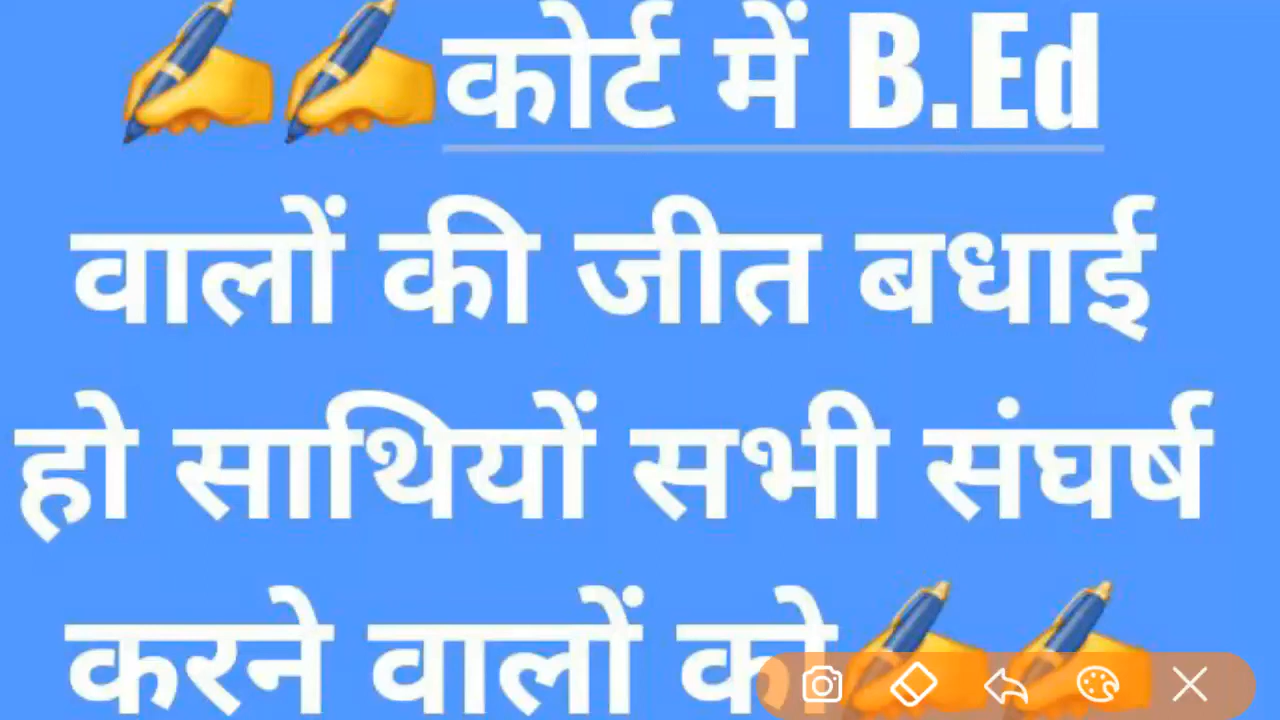 ✍✍कोर्ट में B.Ed
वालों की जीत बधाई
हो साथियों सभी संघर्ष
करने वालों को✍✍